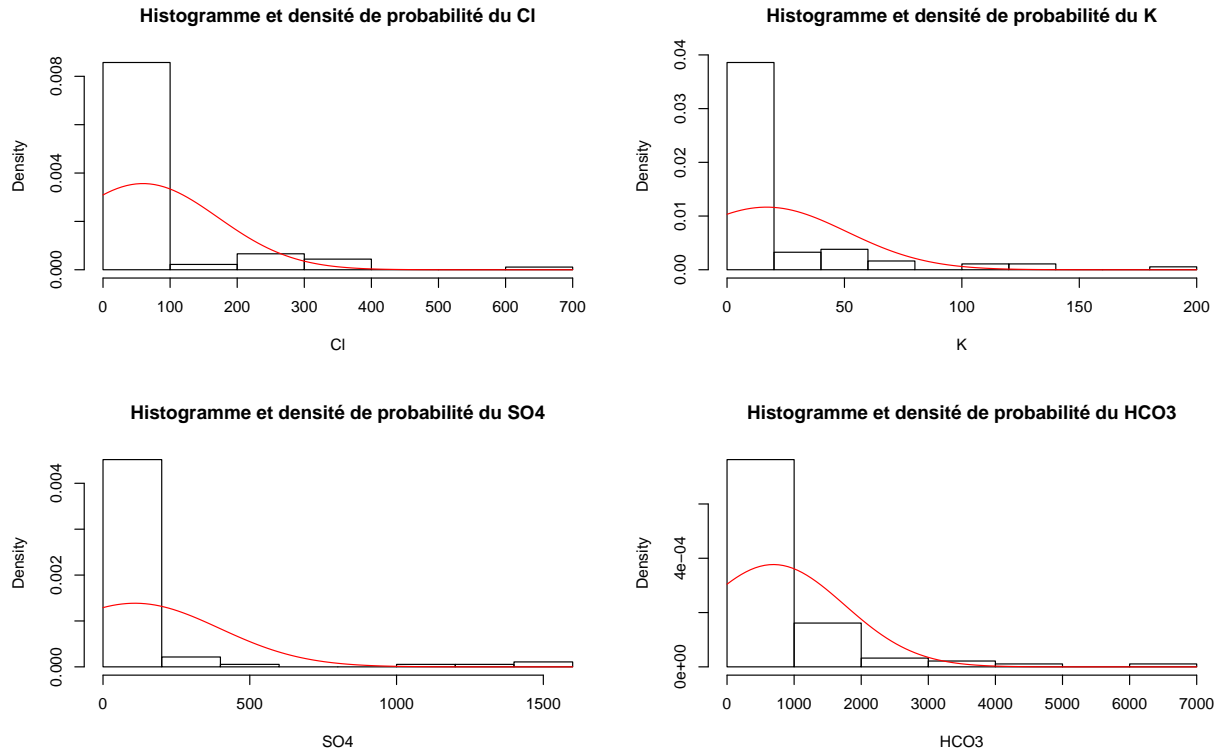 Histogramme et densité de probabilité du Cl
Density
0.000
0.004
0.008
0 100 200 300 400 500 600 700
Cl
Histogramme et densité de probabilité du K
Density
0.00
0.01
0.02
0.03
0.04
0 50 100 150 200
K
Histogramme et densité de probabilité du SO4
Density
0.000
0.002
0.004
0 500 1000 1500
SO4
Histogramme et densité de probabilité du HCO3
Density
0e+00
4e−04
0 1000 2000 3000 4000 5000 6000 7000
HCO3